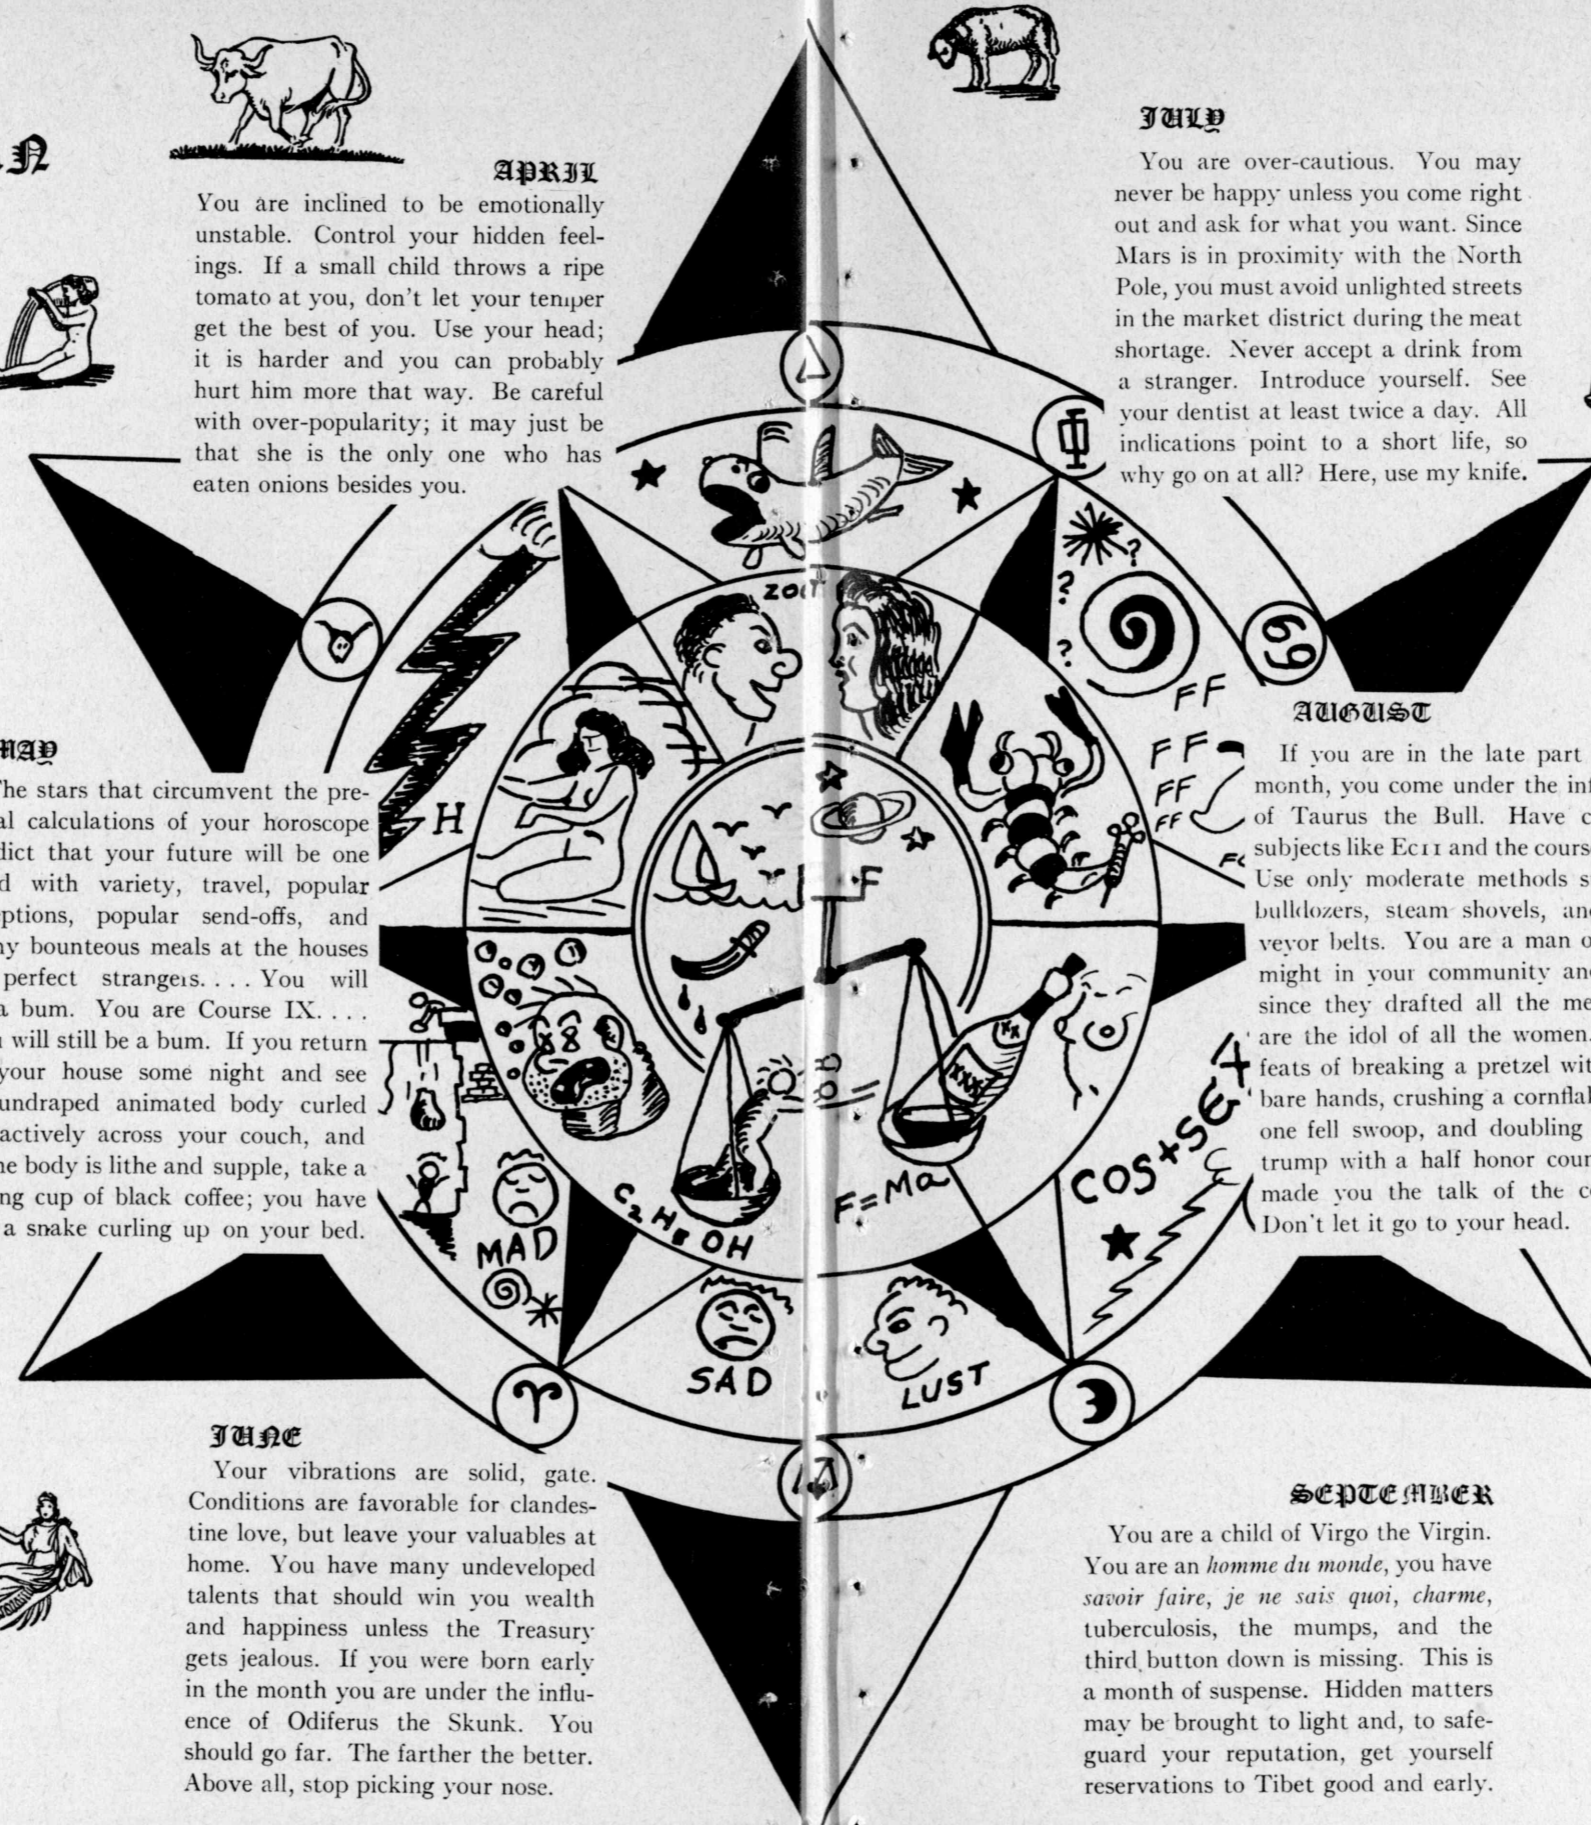 APRIL
You are inclined to be emotionally
unstable. Control your hidden feel-
ings. If a small child throws a ripe
tomato at you, don't let your temper
get the best of you. Use your head;
it is harder and you can probably
hurt him more that way. Be careful
with over-popularity; it may just be
that she is the only one who has
eaten onions besides you.
MAY
The stars that circumvent the pre-
al calculations of your horoscope
dict that your future will be one
d with variety, travel, popular
ptions, popular send-offs, and
ny bounteous meals at the houses
perfect strangers. . . . You will
a bum. You are Course IX. . . .
u will still be a bum. If you return
your house some night and see
undraped animated body curled
actively across your couch, and
he body is lithe and supple, take a
ng cup of black coffee; you have
a snake curling up on your bed.
JUNE
Your vibrations are solid, gate.
Conditions are favorable for clandes-
tine love, but leave your valuables at
home. You have many undeveloped
talents that should win you wealth
and happiness unless the Treasury
gets jealous. If you were born early
in the month you are under the influ-
ence of Odiferus the Skunk. You
should go far. The farther the better.
Above all, stop picking your nose.
ZOT
H
F
MAD
C₂H₅OH
F=Ma
SAD
LUST
XX
XXX
COS+SEX
FF
FF
FF
FF
??
?
69
JULY
You are over-cautious. You may
never be happy unless you come right
out and ask for what you want. Since
Mars is in proximity with the North
Pole, you must avoid unlighted streets
in the market district during the meat
shortage. Never accept a drink from
a stranger. Introduce yourself. See
your dentist at least twice a day. All
indications point to a short life, so
why go on at all? Here, use my knife.
AUGUST
If you are in the late part
month, you come under the inf
of Taurus the Bull. Have c
subjects like Ec11 and the cours
Use only moderate methods s
bulldozers, steam shovels, an
veyor belts. You are a man o
might in your community an
since they drafted all the me
are the idol of all the women.
feats of breaking a pretzel wit
bare hands, crushing a cornfla
one fell swoop, and doubling
trump with a half honor cour
made you the talk of the c
Don't let it go to your head.
SEPTEMBER
You are a child of Virgo the Virgin.
You are an homme du monde, you have
savoir faire, je ne sais quoi, charme,
tuberculosis, the mumps, and the
third button down is missing. This is
a month of suspense. Hidden matters
may be brought to light and, to safe-
guard your reputation, get yourself
reservations to Tibet good and early.